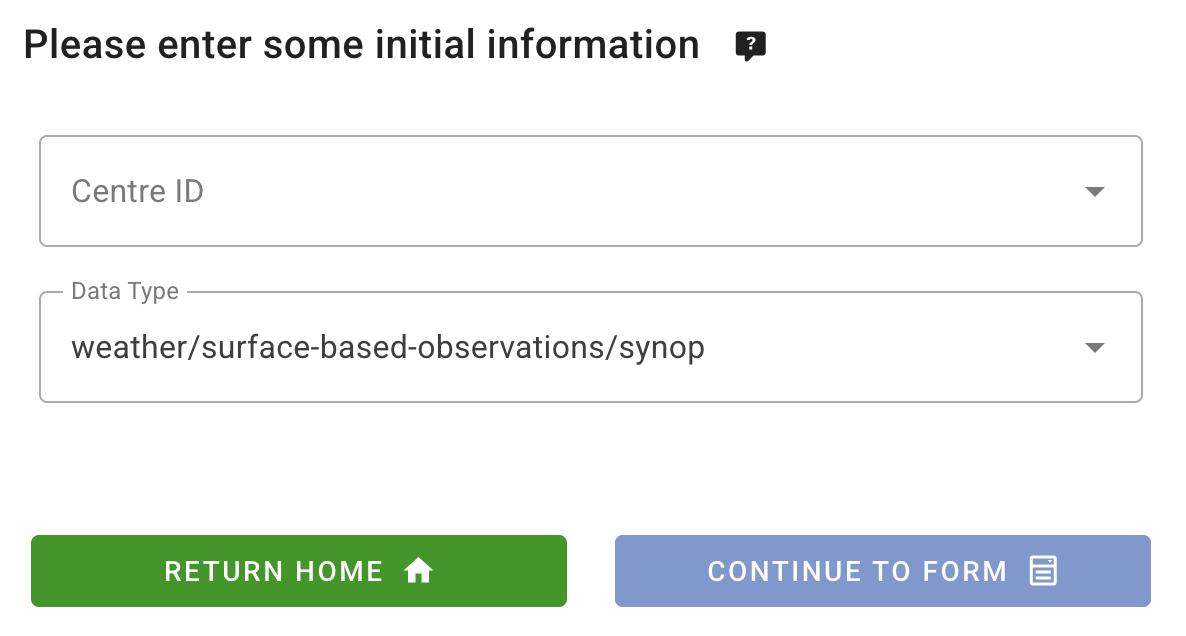 Please enter some initial information
Centre ID
Data Type
weather/surface-based-observations/synop
RETURN HOME
CONTINUE TO FORM